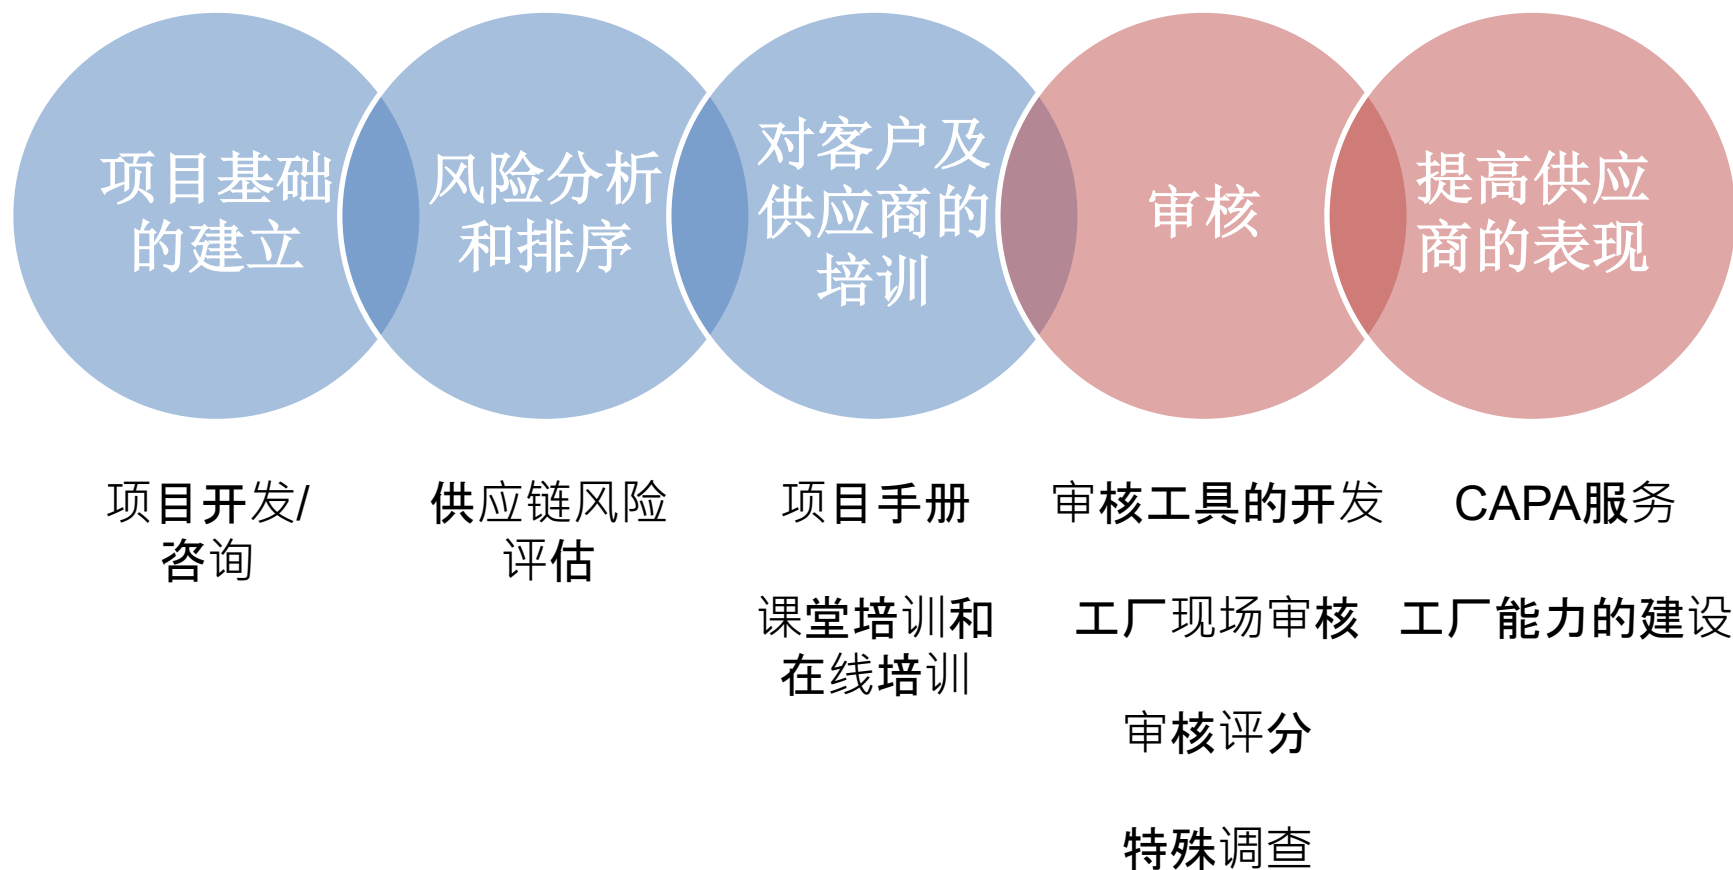 项目基础
的建立
风险分析
和排序
对客户及
供应商的
培训
审核
提高供应
商的表现
项目开发/
咨询
供应链风险
评估
项目手册
课堂培训和
在线培训
审核工具的开发
工厂现场审核
审核评分
特殊调查
CAPA服务
工厂能力的建设